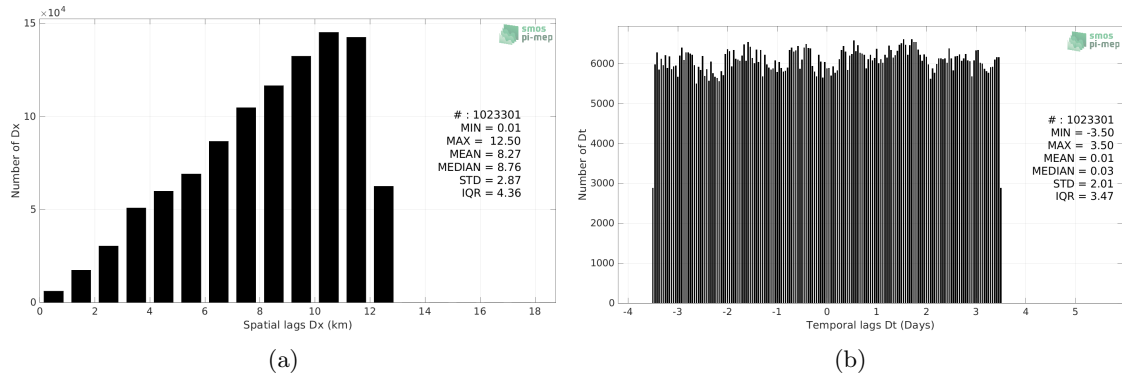 ×10⁴
15
10
5
0
Number of Dx
0 2 4 6 8 10 12 14 16 18
Spatial lags Dx (km)
smos
pi-mep
# : 1023301
MIN = 0.01
MAX = 12.50
MEAN = 8.27
MEDIAN = 8.76
STD = 2.87
IQR = 4.36
(a)
6000
5000
4000
3000
2000
1000
0
Number of Dt
-4 -3 -2 -1 0 1 2 3 4 5
Temporal lags Dt (Days)
smos
pi-mep
# : 1023301
MIN = -3.50
MAX = 3.50
MEAN = 0.01
MEDIAN = 0.03
STD = 2.01
IQR = 3.47
(b)